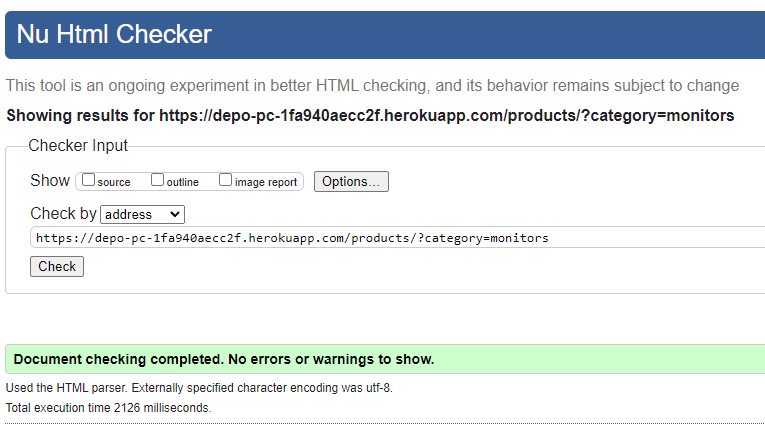 Nu Html Checker
This tool is an ongoing experiment in better HTML checking, and its behavior remains subject to change
Showing results for https://depo-pc-1fa940aecc2f.herokuapp.com/products/?category=monitors
Checker Input
Show source outline image report Options...
Check by address
https://depo-pc-1fa940aecc2f.herokuapp.com/products/?category=monitors
Check
Document checking completed. No errors or warnings to show.
Used the HTML parser. Externally specified character encoding was utf-8.
Total execution time 2126 milliseconds.